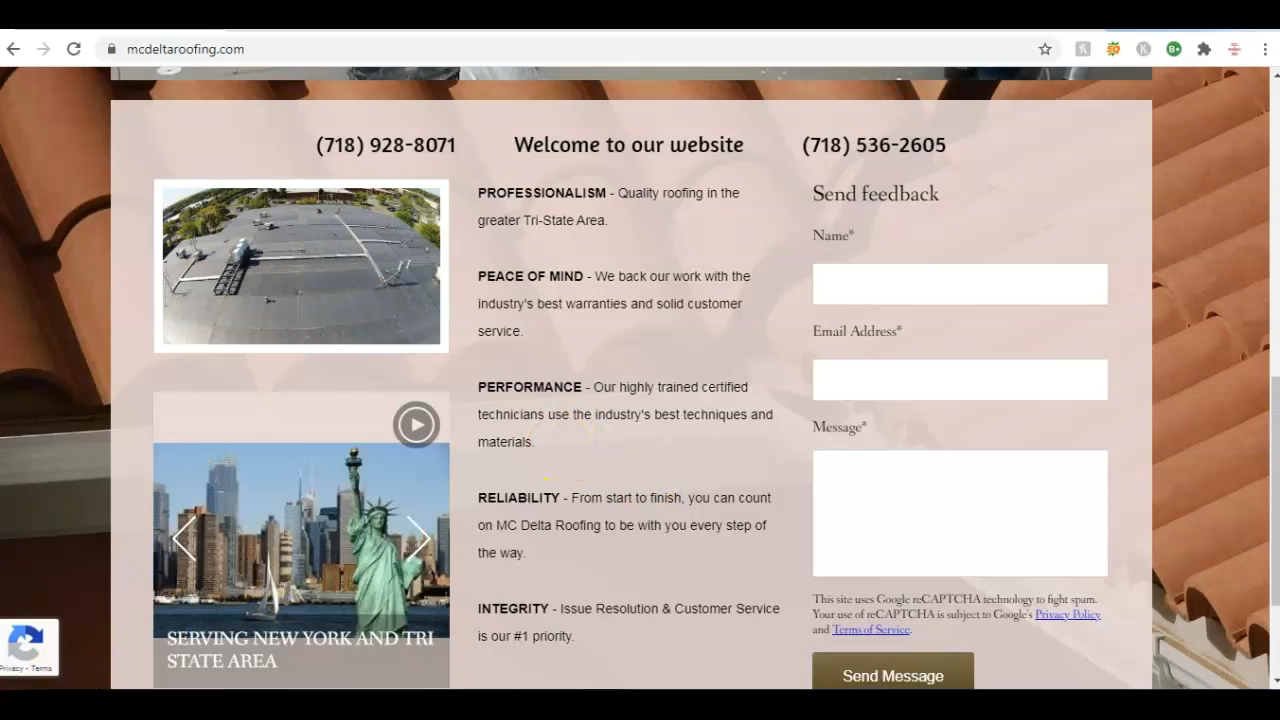 mcdeltaroofing.com
(718) 928-8071
Welcome to our website
(718) 536-2605
PROFESSIONALISM - Quality roofing in the
greater Tri-State Area.
PEACE OF MIND - We back our work with the
industry's best warranties and solid customer
service.
PERFORMANCE - Our highly trained certified
technicians use the industry's best techniques and
materials.
RELIABILITY - From start to finish, you can count
on MC Delta Roofing to be with you every step of
the way.
INTEGRITY - Issue Resolution & Customer Service
is our #1 priority.
SERVING NEW YORK AND TRI
STATE AREA
Send feedback
Name*
Email Address*
Message*
This site uses Google reCAPTCHA technology to fight spam.
Your use of reCAPTCHA is subject to Google's Privacy Policy
and Terms of Service.
Send Message
Privacy - Terms